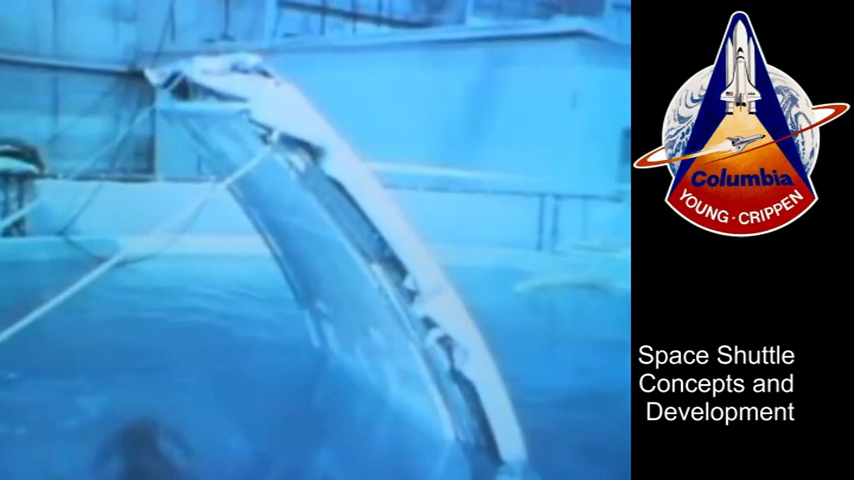 Columbia
YOUNG·CRIPPEN
Space Shuttle
Concepts and
Development